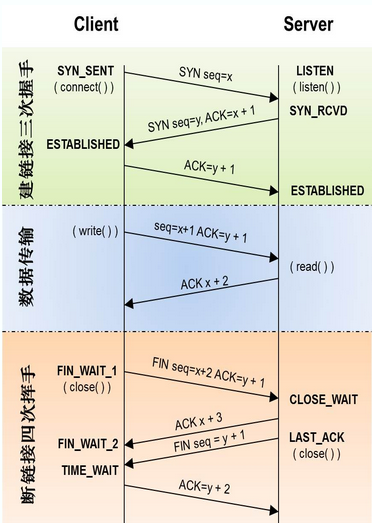 Client
Server
建链接三次握手
SYN_SENT
( connect( ) )
SYN seq=x
LISTEN
( listen( ) )
SYN_RCVD
SYN seq=y, ACK=x + 1
ESTABLISHED
ACK=y + 1
ESTABLISHED
数据传输
( write( ) )
seq=x+1 ACK=y + 1
( read( ) )
ACK x + 2
断链接四次挥手
FIN_WAIT_1
( close( ) )
FIN seq=x+2 ACK=y + 1
CLOSE_WAIT
ACK x + 3
FIN_WAIT_2
FIN seq = y + 1
LAST_ACK
( close( ) )
TIME_WAIT
ACK=y + 2